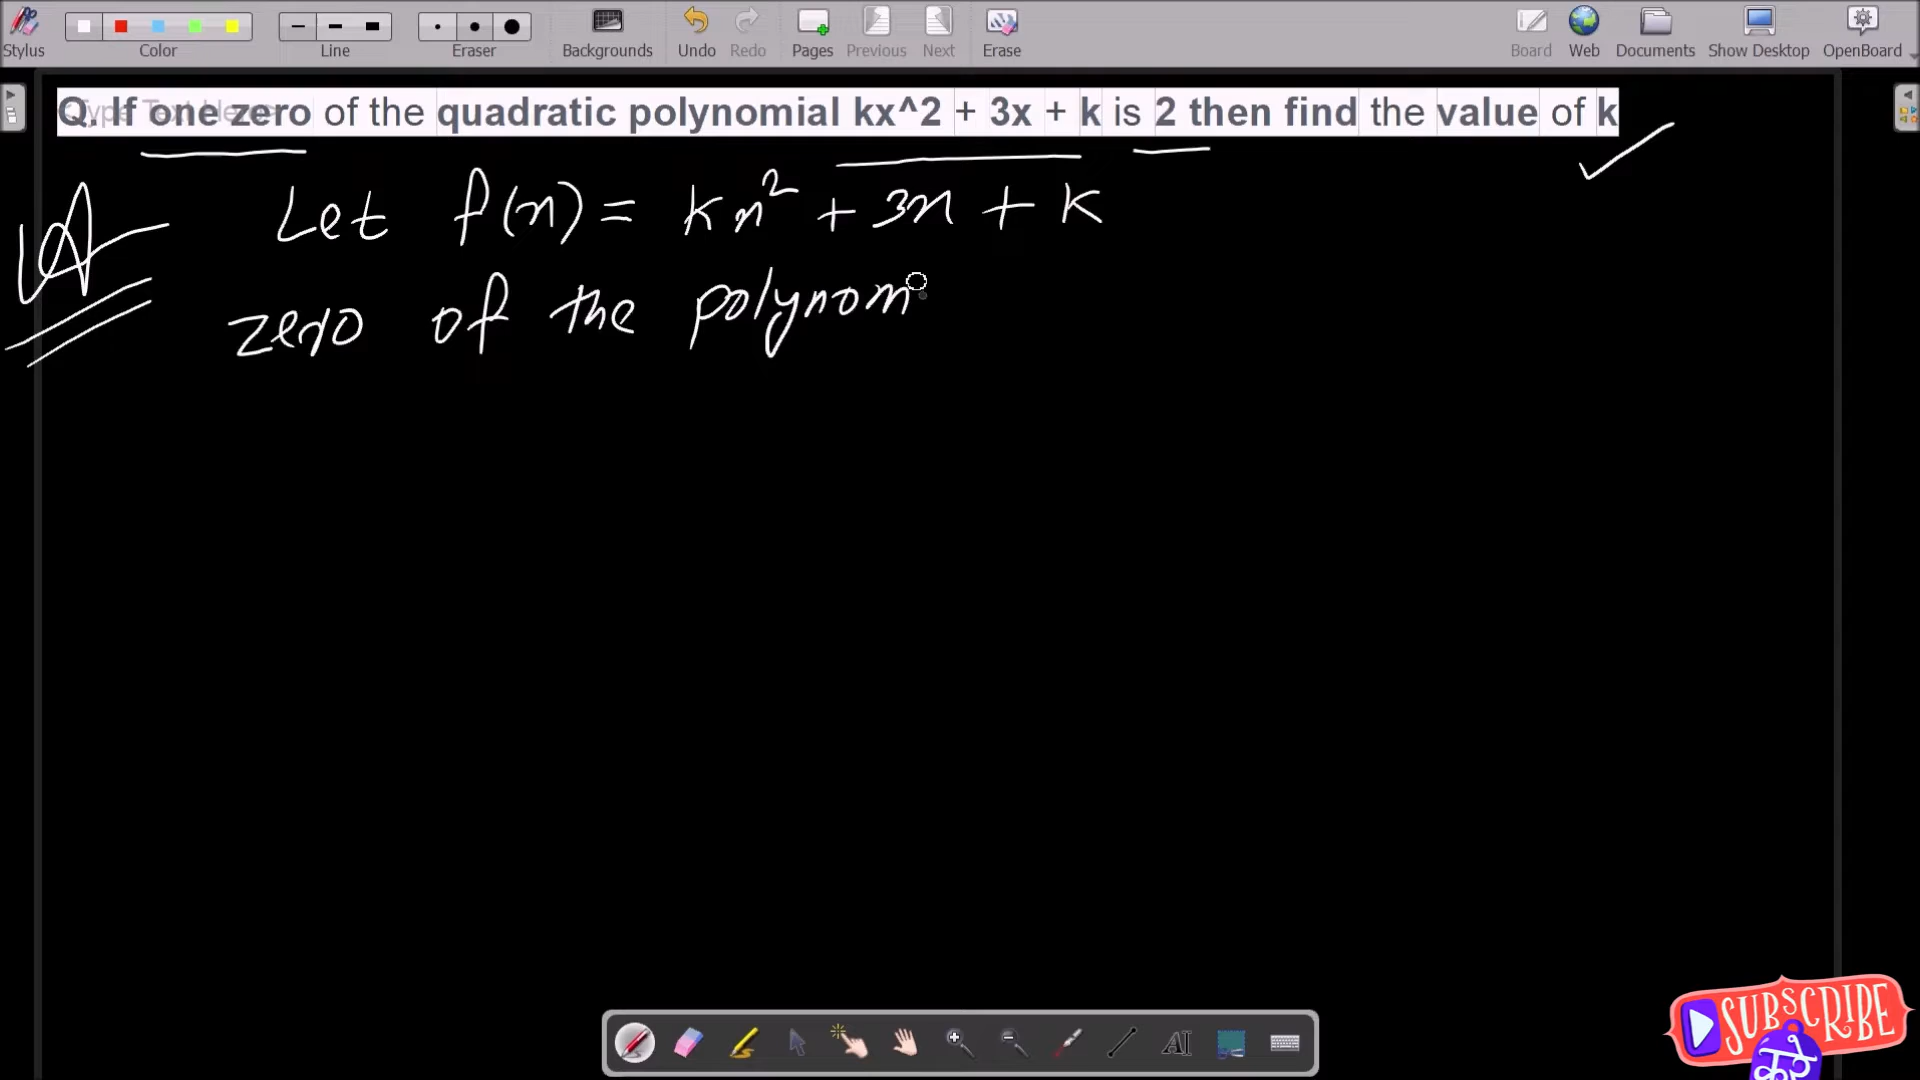 Stylus Color Line Eraser Backgrounds Undo Redo Pages Previous Next Erase Board Web Documents Show Desktop OpenBoard
Q. If one zero of the quadratic polynomial kx^2 + 3x + k is 2 then find the value of k
Let f(x) = kx² + 3x + k
zero of the polynom
SUBSCRIBE
करे